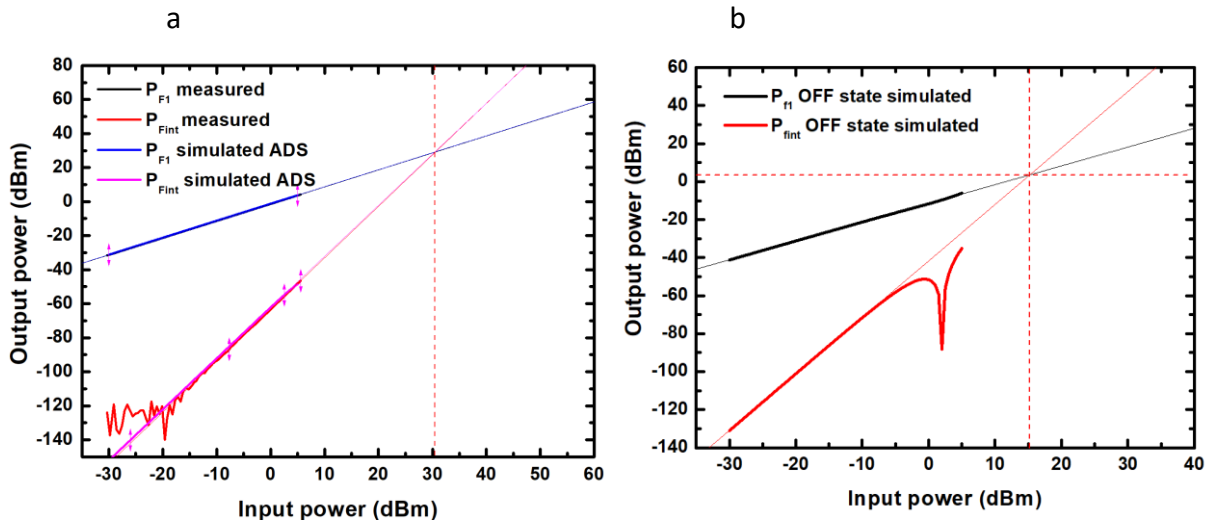 a
80
60
40
20
0
-20
-40
-60
-80
-100
-120
-140
Output power (dBm)
P_F1 measured
P_Fint measured
P_F1 simulated ADS
P_Fint simulated ADS
-30 -20 -10 0 10 20 30 40 50 60
Input power (dBm)
b
60
40
20
0
-20
-40
-60
-80
-100
-120
-140
Output power (dBm)
P_f1 OFF state simulated
P_fint OFF state simulated
-30 -20 -10 0 10 20 30 40
Input power (dBm)